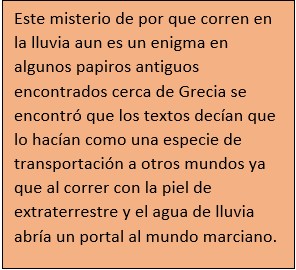 Este misterio de por que corren en
la lluvia aun es un enigma en
algunos papiros antiguos
encontrados cerca de Grecia se
encontró que los textos decían que
lo hacían como una especie de
transportación a otros mundos ya
que al correr con la piel de
extraterrestre y el agua de lluvia
abría un portal al mundo marciano.